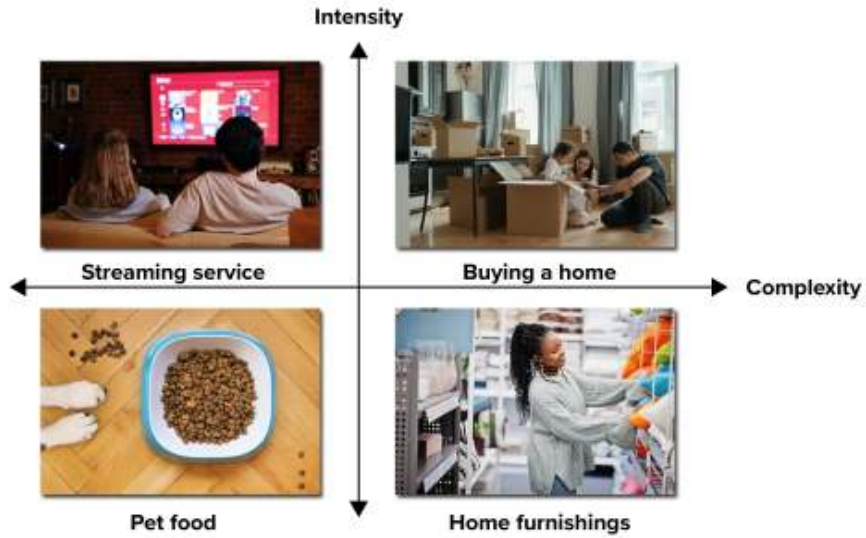 Intensity
Streaming service
Buying a home
Complexity
Pet food
Home furnishings